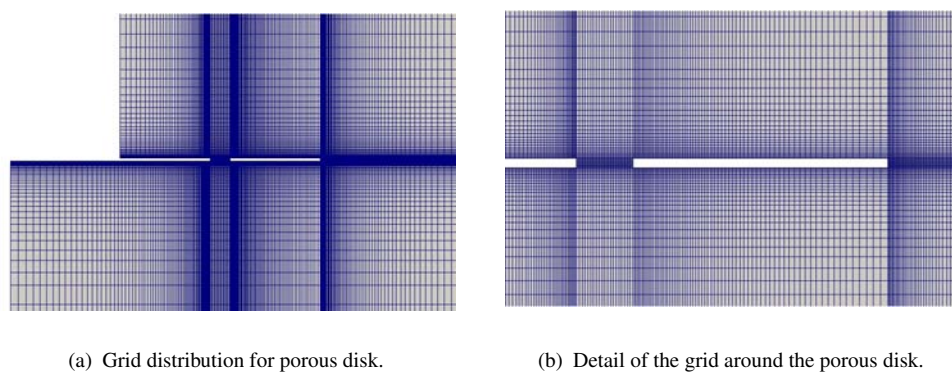 (a) Grid distribution for porous disk.
(b) Detail of the grid around the porous disk.